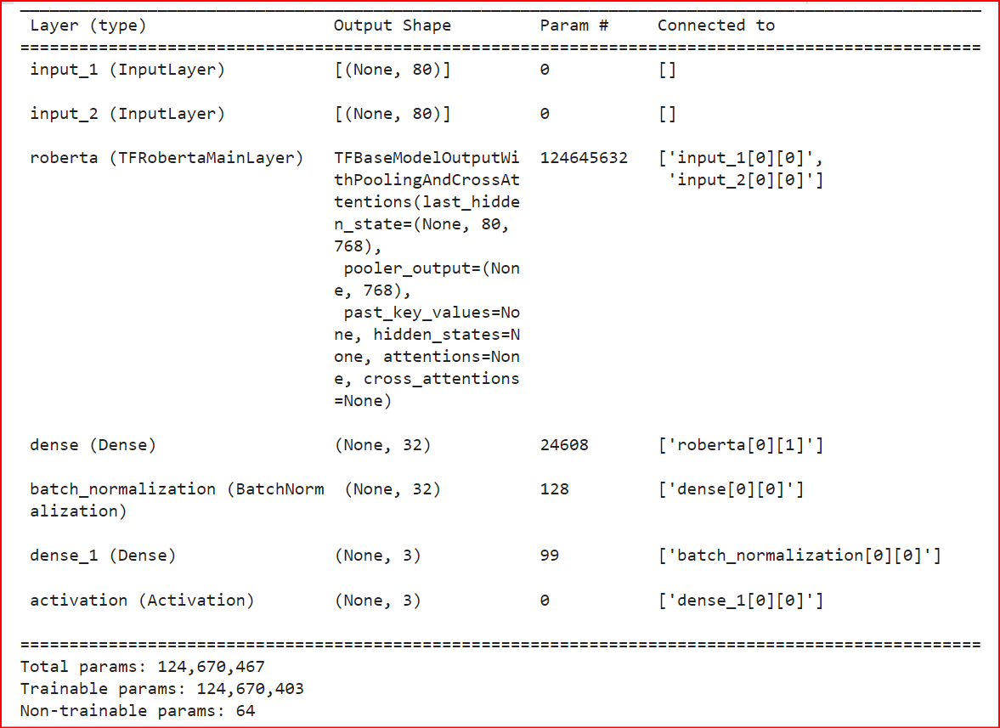 Layer (type) Output Shape Param # Connected to
==================================================================================================
input_1 (InputLayer) [(None, 80)] 0 []
input_2 (InputLayer) [(None, 80)] 0 []
roberta (TFRobertaMainLayer) TFBaseModelOutputWi 124645632 ['input_1[0][0]',
thPoolingAndCrossAt 'input_2[0][0]']
tentions(last_hidde
n_state=(None, 80,
768),
pooler_output=(Non
e, 768),
past_key_values=No
ne, hidden_states=N
one, attentions=Non
e, cross_attentions
=None)
dense (Dense) (None, 32) 24608 ['roberta[0][1]']
batch_normalization (BatchNorm (None, 32) 128 ['dense[0][0]']
alization)
dense_1 (Dense) (None, 3) 99 ['batch_normalization[0][0]']
activation (Activation) (None, 3) 0 ['dense_1[0][0]']
==================================================================================================
Total params: 124,670,467
Trainable params: 124,670,403
Non-trainable params: 64